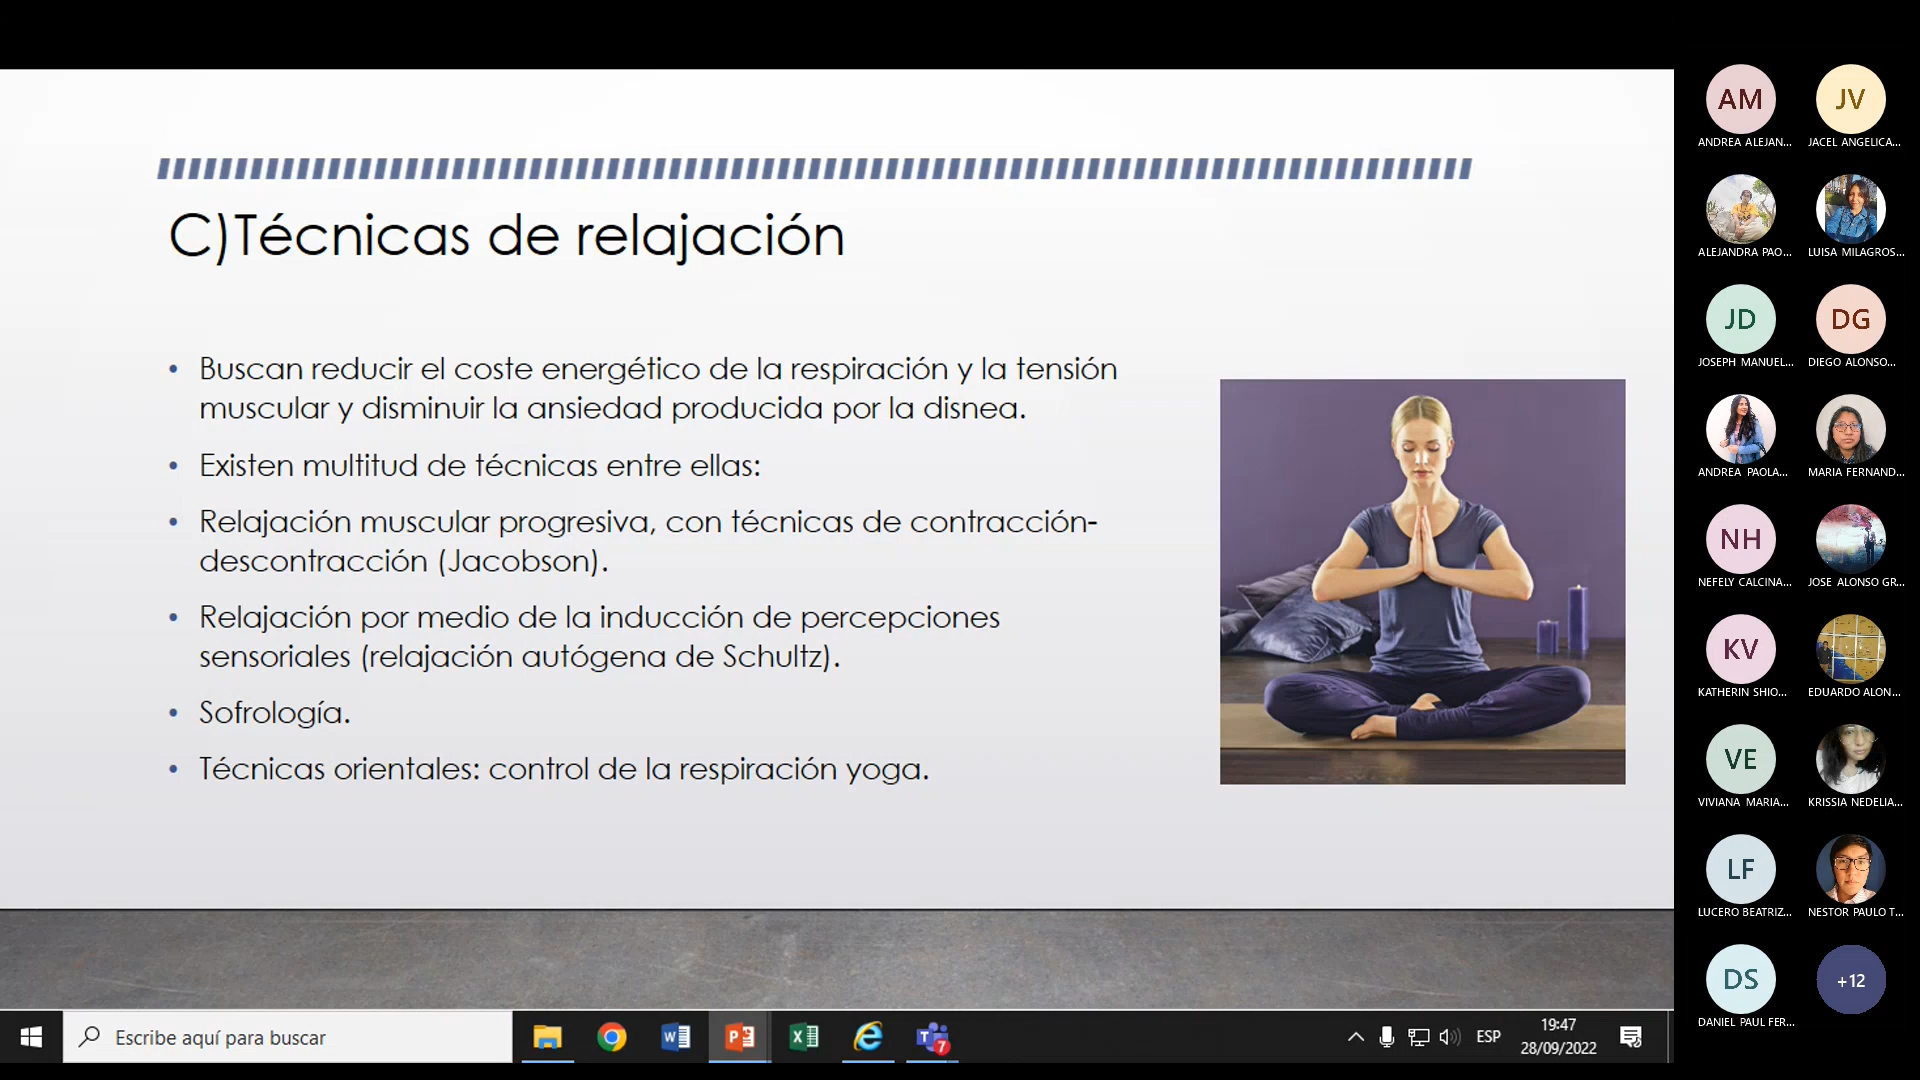 C)Técnicas de relajación
• Buscan reducir el coste energético de la respiración y la tensión
muscular y disminuir la ansiedad producida por la disnea.
• Existen multitud de técnicas entre ellas:
• Relajación muscular progresiva, con técnicas de contracción-
descontracción (Jacobson).
• Relajación por medio de la inducción de percepciones
sensoriales (relajación autógena de Schultz).
• Sofrología.
• Técnicas orientales: control de la respiración yoga.
AM
JV
ANDREA ALEJAN...
JACEL ANGELICA...
ALEJANDRA PAO...
LUISA MILAGROS...
JD
DG
JOSEPH MANUEL...
DIEGO ALONSO...
ANDREA PAOLA...
MARIA FERNAND...
NH
NEFELY CALCINA...
JOSE ALONSO GR...
KV
KATHERIN SHIO...
EDUARDO ALON...
VE
VIVIANA MARIA...
KRISSIA NEDELIA...
LF
LUCERO BEATRIZ...
NESTOR PAULO T...
DS
+12
DANIEL PAUL FER...
Escribe aquí para buscar
7
ESP
19:47
28/09/2022